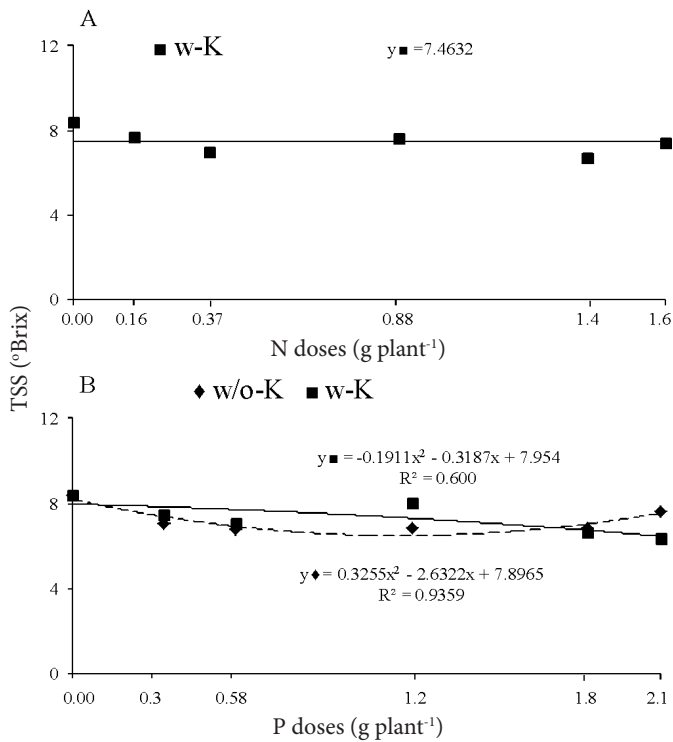 A
12
■ w-K
y ■ =7.4632
8
4
0
0.00 0.16 0.37 0.88 1.4 1.6
N doses (g plant⁻¹)
TSS (ºBrix)
B
♦ w/o-K ■ w-K
12
y ■ = -0.1911x² - 0.3187x + 7.954
R² = 0.600
8
4
y ♦ = 0.3255x² - 2.6322x + 7.8965
R² = 0.9359
0
0.00 0.3 0.58 1.2 1.8 2.1
P doses (g plant⁻¹)